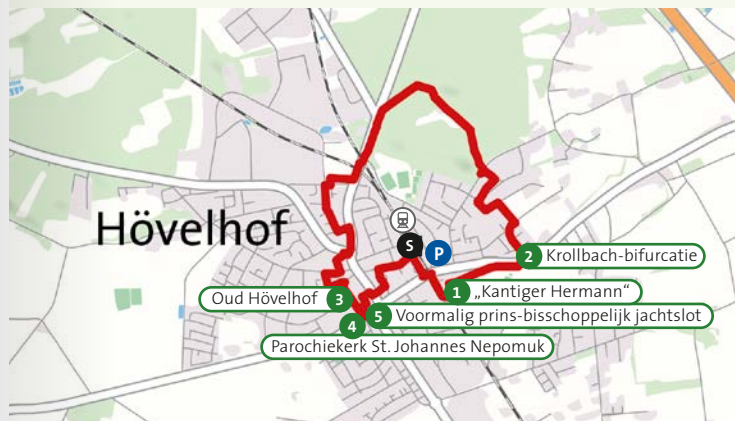 Hövelhof
S
P
2 Krollbach-bifurcatie
1 „Kantiger Hermann“
Oud Hövelhof 3
5 Voormalig prins-bisschoppelijk jachtslot
4
Parochiekerk St. Johannes Nepomuk